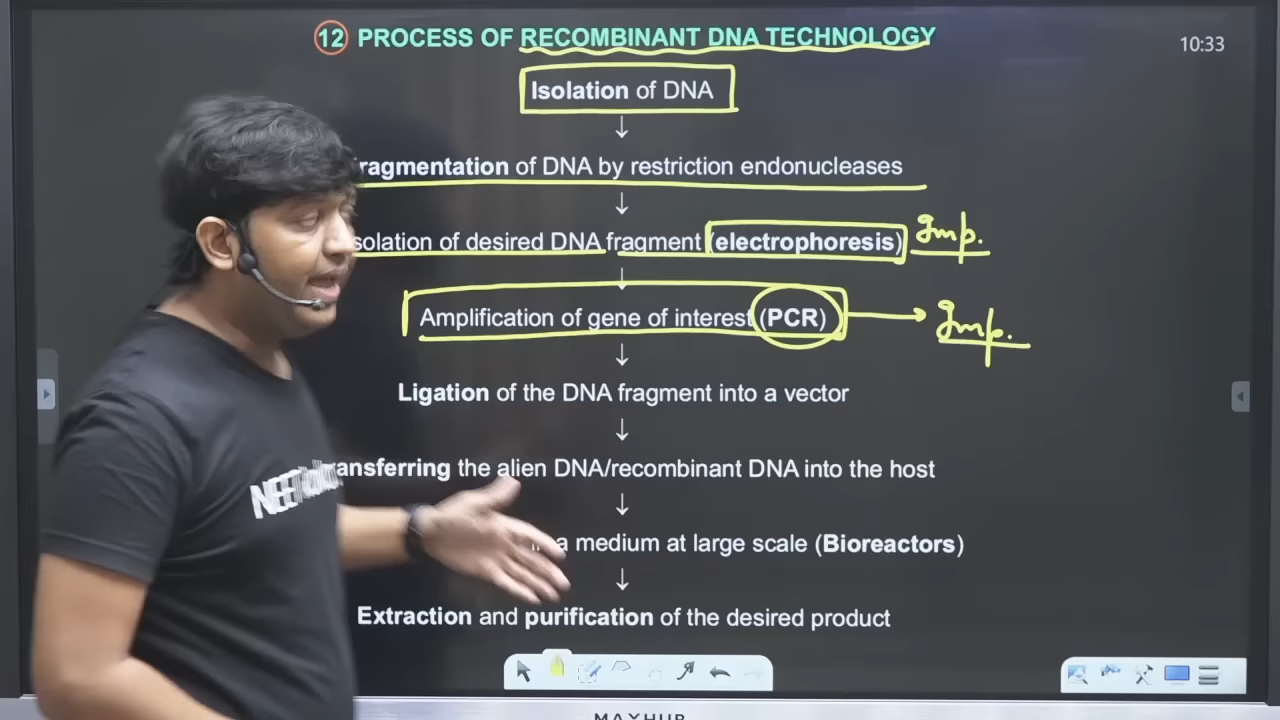 12 PROCESS OF RECOMBINANT DNA TECHNOLOGY
10:33
Isolation of DNA
↓
ragmentation of DNA by restriction endonucleases
↓
solation of desired DNA fragment (electrophoresis) Imp.
↓
Amplification of gene of interest (PCR) → Imp.
↓
Ligation of the DNA fragment into a vector
↓
ransferring the alien DNA/recombinant DNA into the host
↓
a medium at large scale (Bioreactors)
↓
Extraction and purification of the desired product
MAXHUB